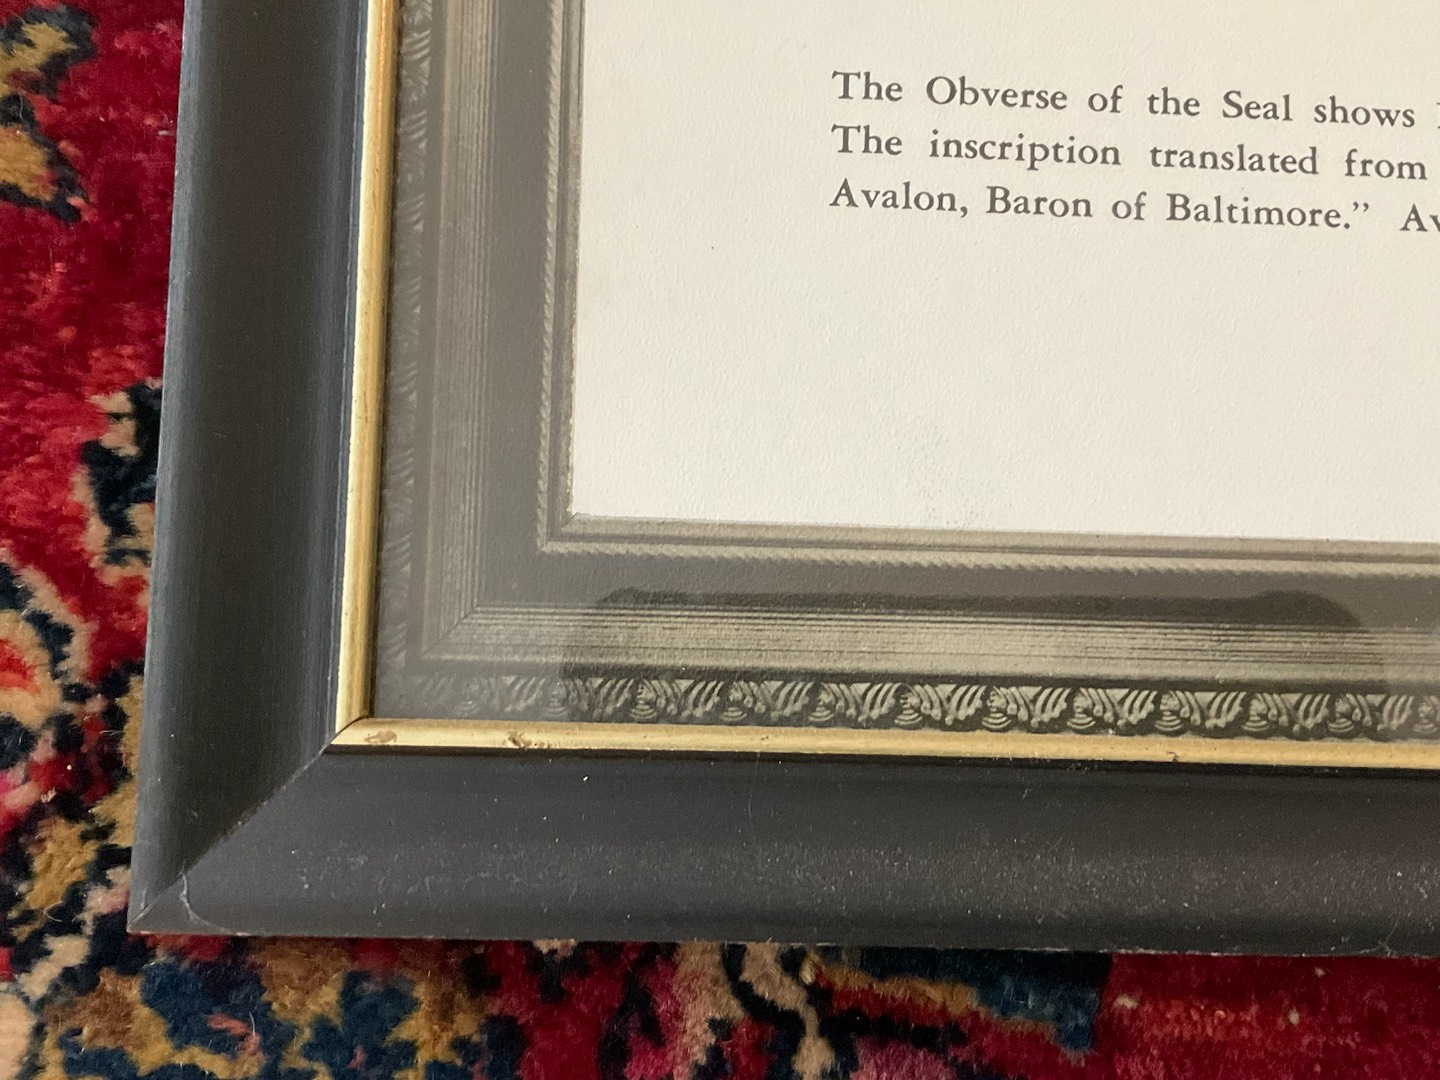 The Obverse of the Seal shows
The inscription translated from
Avalon, Baron of Baltimore.”